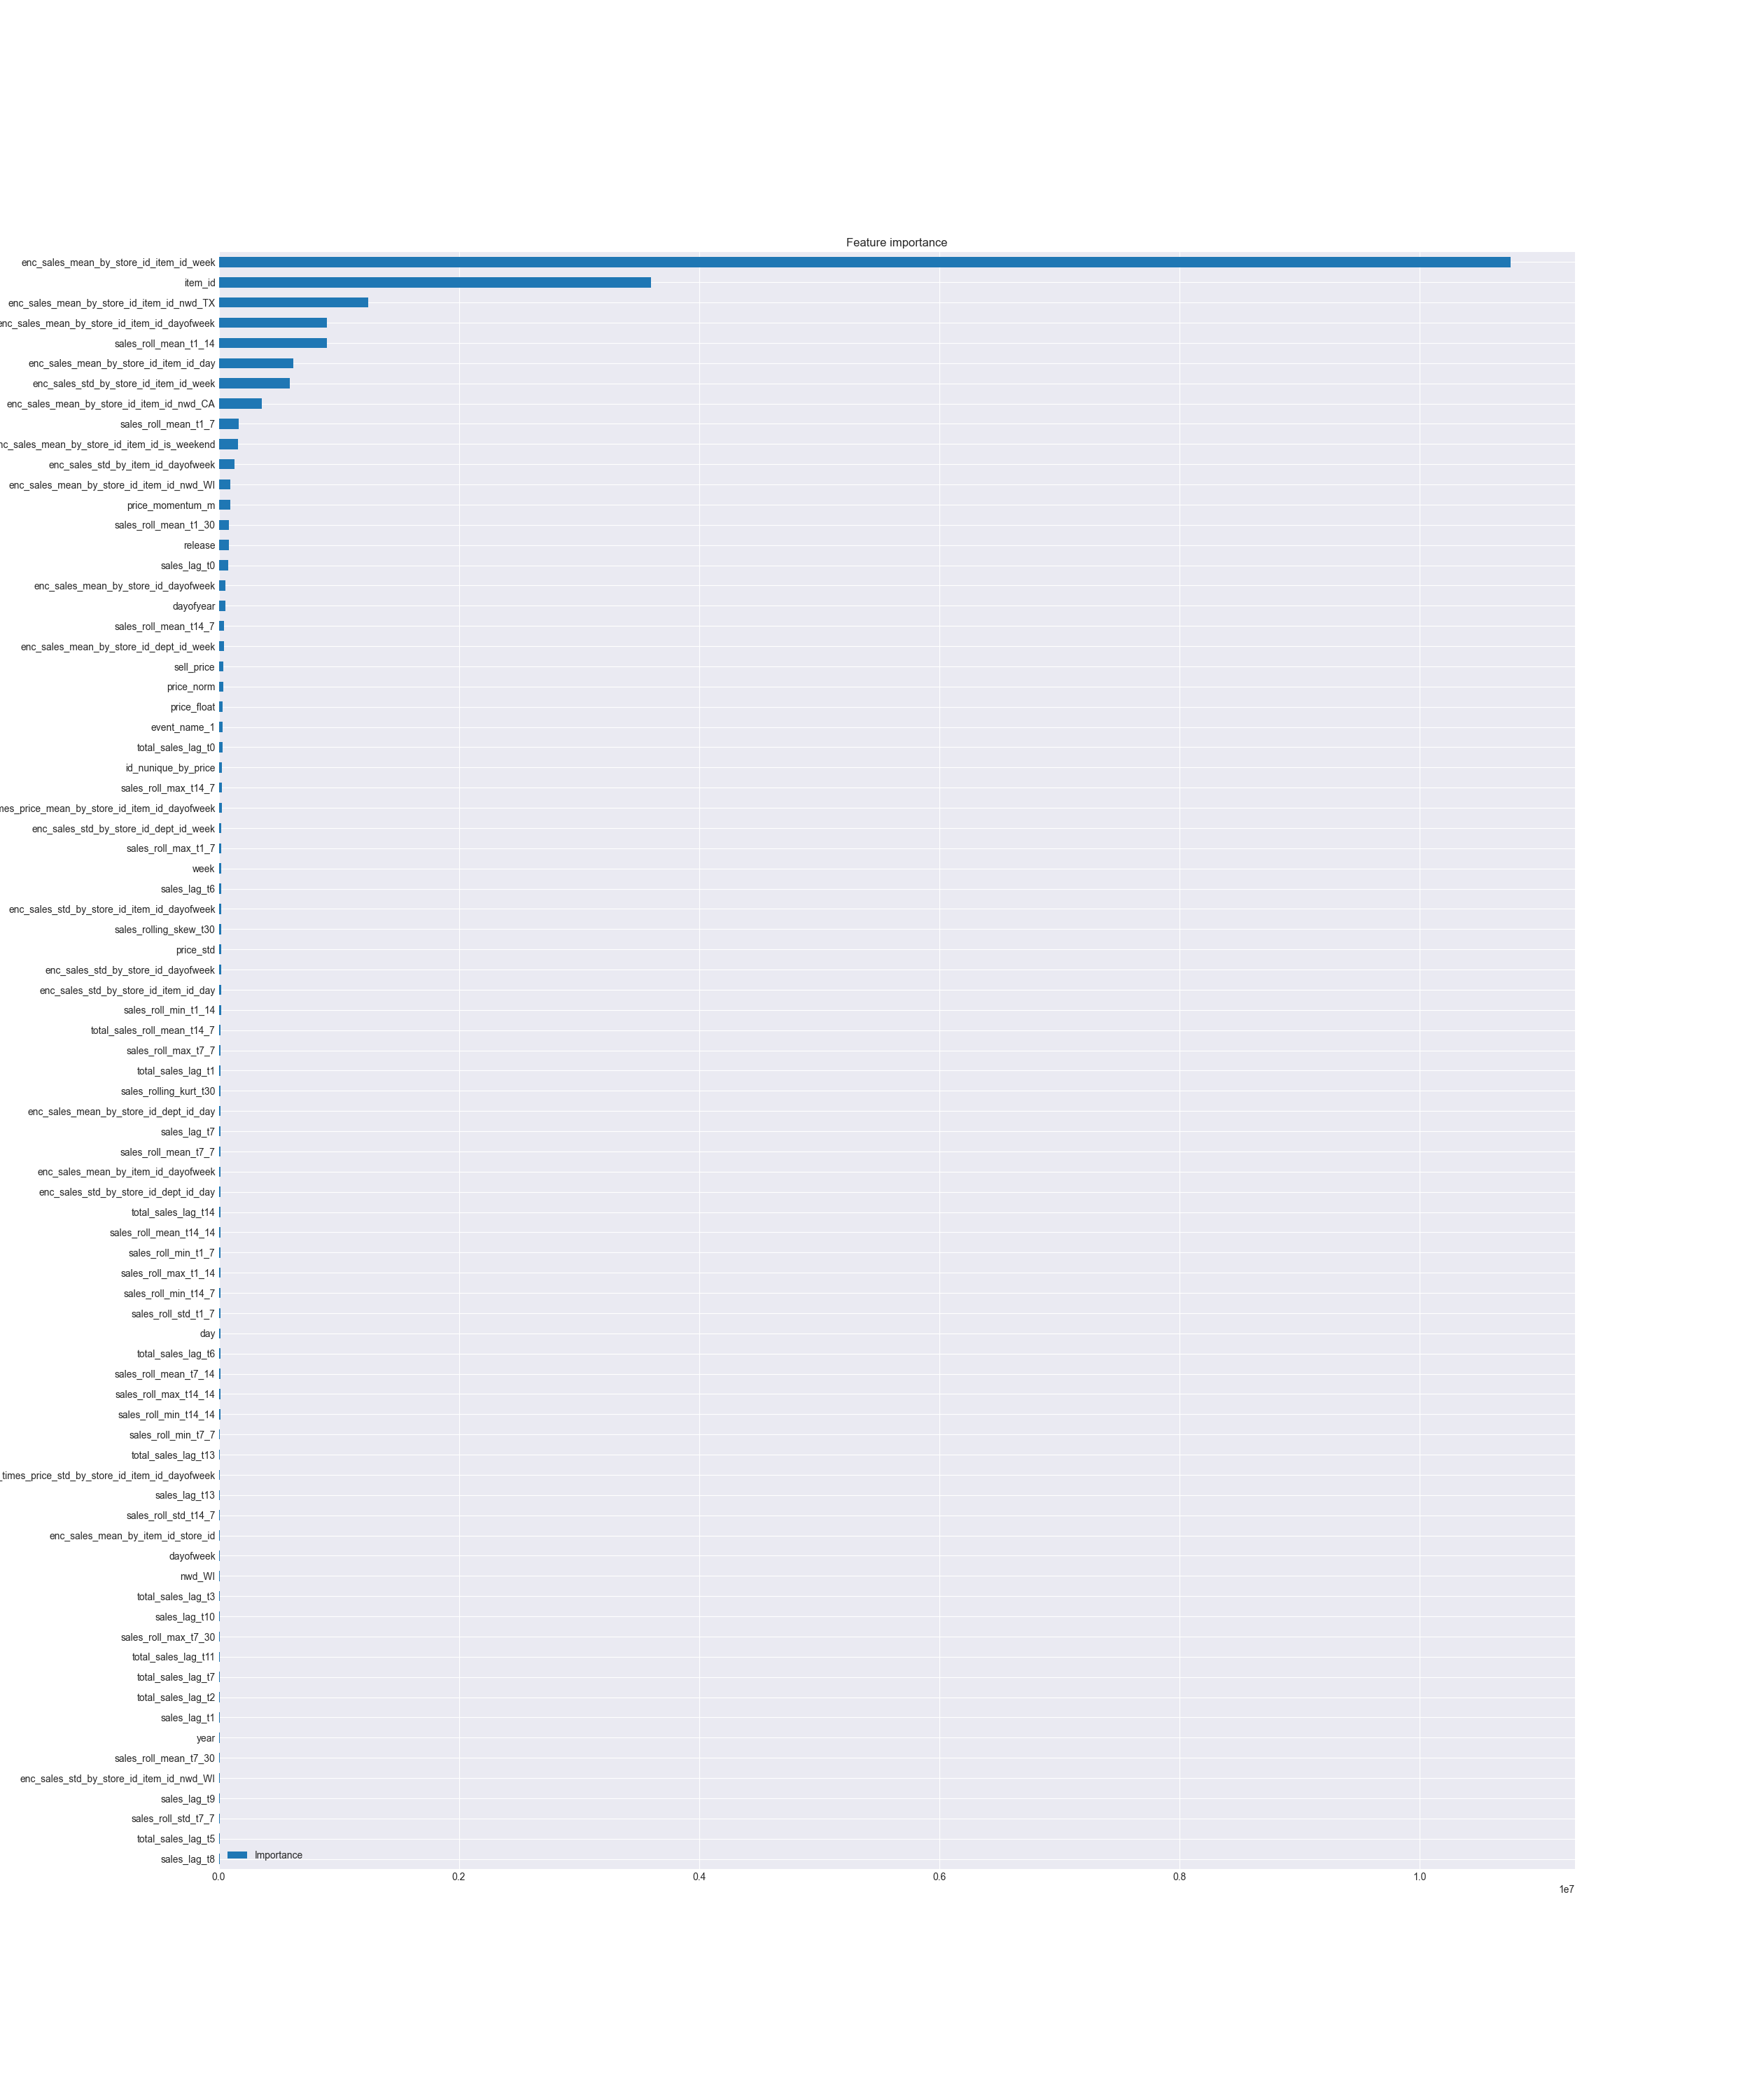 Feature importance
enc_sales_mean_by_store_id_item_id_week
item_id
enc_sales_mean_by_store_id_item_id_nwd_TX
enc_sales_mean_by_store_id_item_id_dayofweek
sales_roll_mean_t1_14
enc_sales_mean_by_store_id_item_id_day
enc_sales_std_by_store_id_item_id_week
enc_sales_mean_by_store_id_item_id_nwd_CA
sales_roll_mean_t1_7
nc_sales_mean_by_store_id_item_id_is_weekend
enc_sales_std_by_item_id_dayofweek
enc_sales_mean_by_store_id_item_id_nwd_WI
price_momentum_m
sales_roll_mean_t1_30
release
sales_lag_t0
enc_sales_mean_by_store_id_dayofweek
dayofyear
sales_roll_mean_t14_7
enc_sales_mean_by_store_id_dept_id_week
sell_price
price_norm
price_float
event_name_1
total_sales_lag_t0
id_nunique_by_price
sales_roll_max_t14_7
mes_price_mean_by_store_id_item_id_dayofweek
enc_sales_std_by_store_id_dept_id_week
sales_roll_max_t1_7
week
sales_lag_t6
enc_sales_std_by_store_id_item_id_dayofweek
sales_rolling_skew_t30
price_std
enc_sales_std_by_store_id_dayofweek
enc_sales_std_by_store_id_item_id_day
sales_roll_min_t1_14
total_sales_roll_mean_t14_7
sales_roll_max_t7_7
total_sales_lag_t1
sales_rolling_kurt_t30
enc_sales_mean_by_store_id_dept_id_day
sales_lag_t7
sales_roll_mean_t7_7
enc_sales_mean_by_item_id_dayofweek
enc_sales_std_by_store_id_dept_id_day
total_sales_lag_t14
sales_roll_mean_t14_14
sales_roll_min_t1_7
sales_roll_max_t1_14
sales_roll_min_t14_7
sales_roll_std_t1_7
day
total_sales_lag_t6
sales_roll_mean_t7_14
sales_roll_max_t14_14
sales_roll_min_t14_14
sales_roll_min_t7_7
total_sales_lag_t13
_times_price_std_by_store_id_item_id_dayofweek
sales_lag_t13
sales_roll_std_t14_7
enc_sales_mean_by_item_id_store_id
dayofweek
nwd_WI
total_sales_lag_t3
sales_lag_t10
sales_roll_max_t7_30
total_sales_lag_t11
total_sales_lag_t7
total_sales_lag_t2
sales_lag_t1
year
sales_roll_mean_t7_30
enc_sales_std_by_store_id_item_id_nwd_WI
sales_lag_t9
sales_roll_std_t7_7
total_sales_lag_t5
sales_lag_t8
Importance
0.0 0.2 0.4 0.6 0.8 1.0
1e7